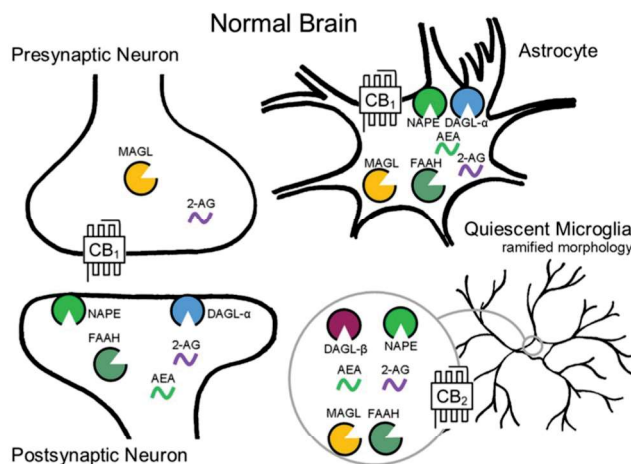 Normal Brain
Presynaptic Neuron
MAGL
2-AG
CB1
NAPE
DAGL-α
FAAH
2-AG
AEA
Postsynaptic Neuron
Astrocyte
CB1
NAPE DAGL-α
AEA
2-AG
MAGL FAAH
Quiescent Microglia
ramified morphology
DAGL-β NAPE
AEA 2-AG
CB2
MAGL FAAH